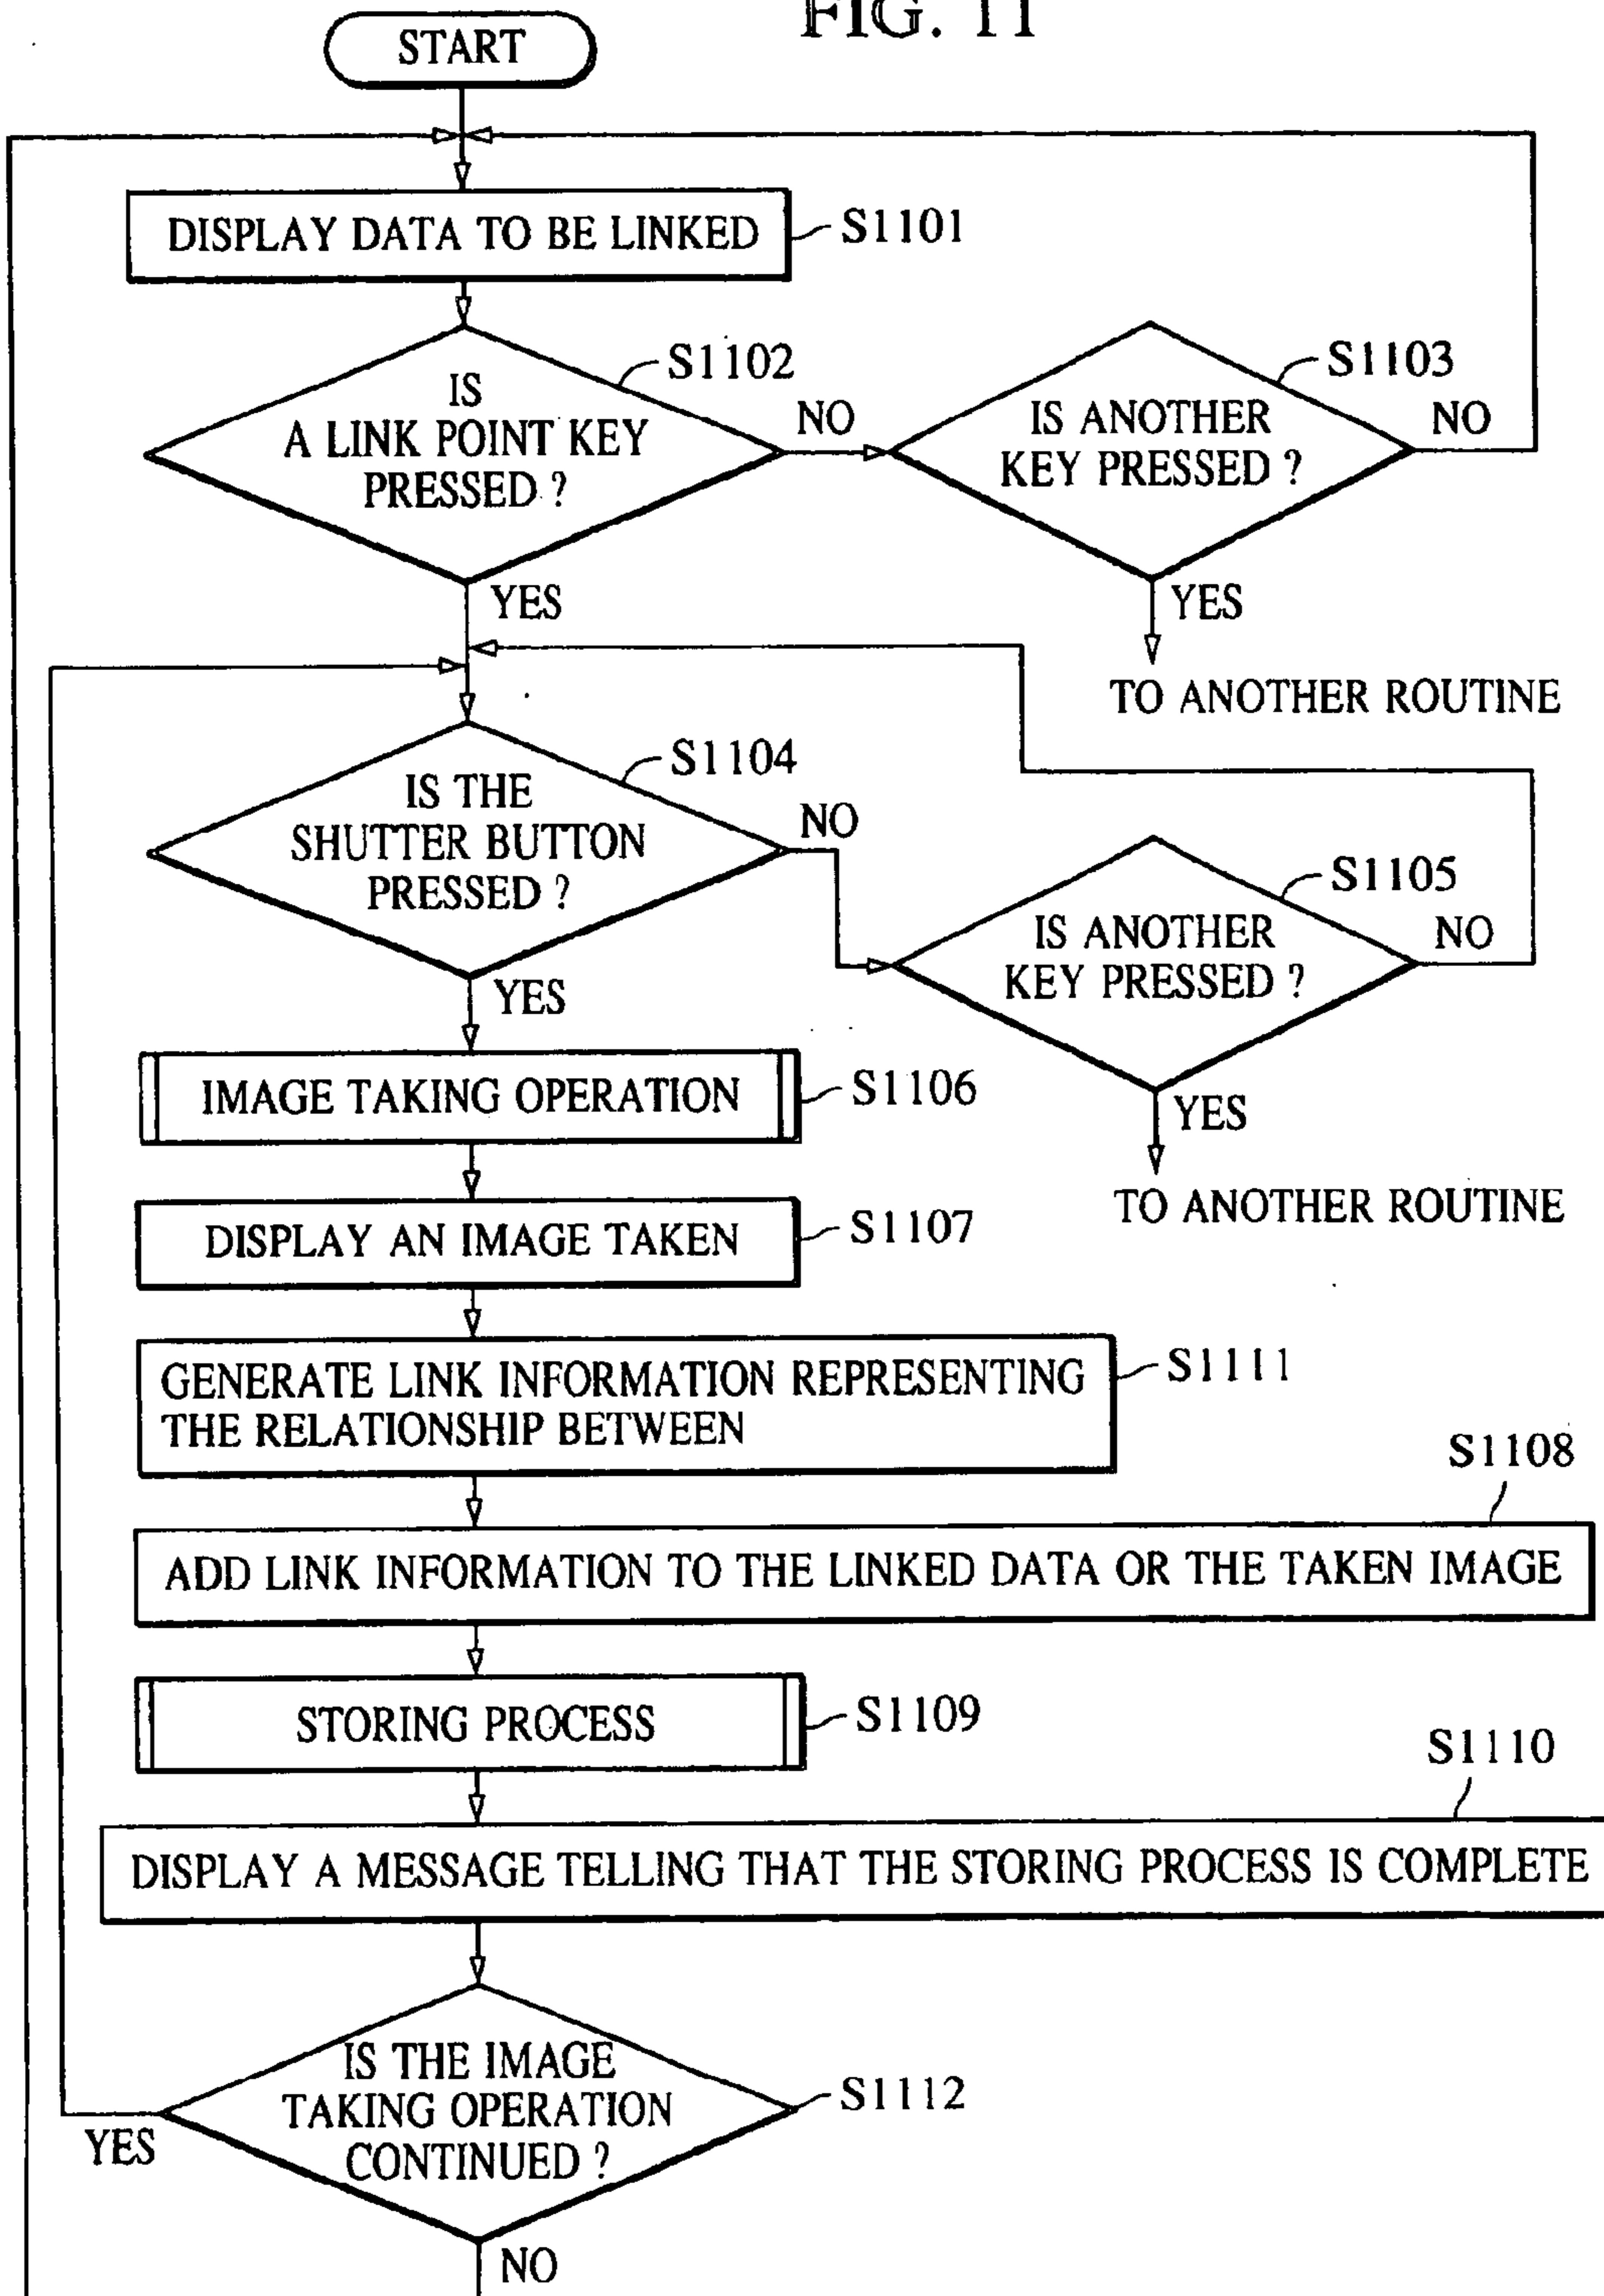 FIG. 11
START
DISPLAY DATA TO BE LINKED
S1101
IS
A LINK POINT KEY
PRESSED ?
S1102
NO
YES
IS ANOTHER
KEY PRESSED ?
S1103
NO
YES
TO ANOTHER ROUTINE
IS THE
SHUTTER BUTTON
PRESSED ?
S1104
NO
YES
IS ANOTHER
KEY PRESSED ?
S1105
NO
YES
TO ANOTHER ROUTINE
IMAGE TAKING OPERATION
S1106
DISPLAY AN IMAGE TAKEN
S1107
GENERATE LINK INFORMATION REPRESENTING
THE RELATIONSHIP BETWEEN
S1111
S1108
ADD LINK INFORMATION TO THE LINKED DATA OR THE TAKEN IMAGE
STORING PROCESS
S1109
S1110
DISPLAY A MESSAGE TELLING THAT THE STORING PROCESS IS COMPLETE
IS THE IMAGE
TAKING OPERATION
CONTINUED ?
S1112
YES
NO